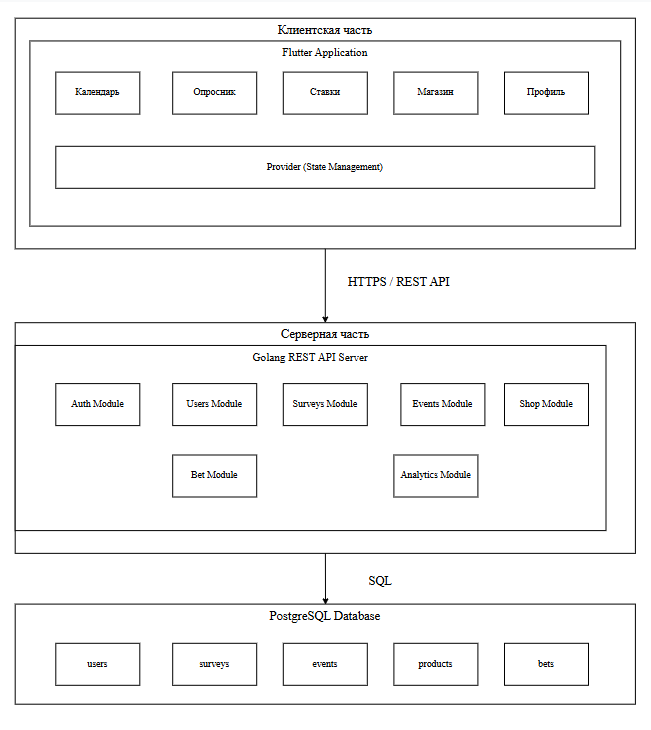 Клиентская часть
Flutter Application
Календарь
Опросник
Ставки
Магазин
Профиль
Provider (State Management)
HTTPS / REST API
Серверная часть
Golang REST API Server
Auth Module
Users Module
Surveys Module
Events Module
Shop Module
Bet Module
Analytics Module
SQL
PostgreSQL Database
users
surveys
events
products
bets